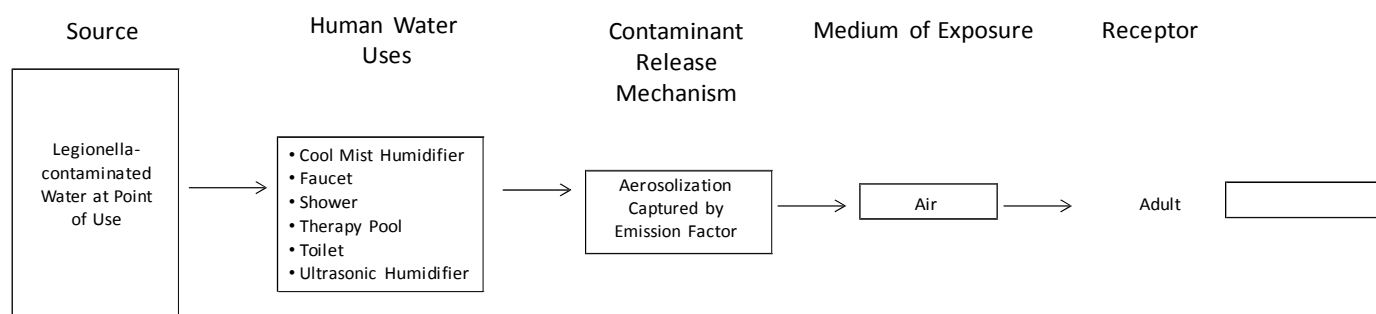 Source
Human Water
Uses
Contaminant
Release
Mechanism
Medium of Exposure
Receptor
Legionella-
contaminated
Water at Point
of Use
• Cool Mist Humidifier
• Faucet
• Shower
• Therapy Pool
• Toilet
• Ultrasonic Humidifier
Aerosolization
Captured by
Emission Factor
Air
Adult